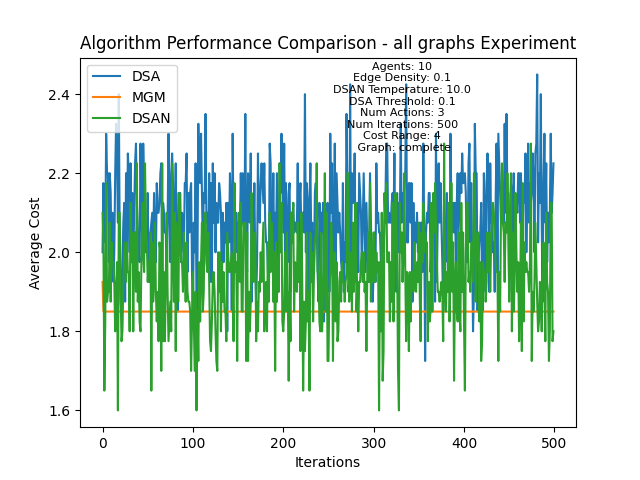 Algorithm Performance Comparison - all graphs Experiment
DSA
MGM
DSAN
Agents: 10
Edge Density: 0.1
DSAN Temperature: 10.0
DSA Threshold: 0.1
Num Actions: 3
Num Iterations: 500
Cost Range: 4
Graph: complete
2.4
2.2
2.0
1.8
1.6
Average Cost
0
100
200
300
400
500
Iterations